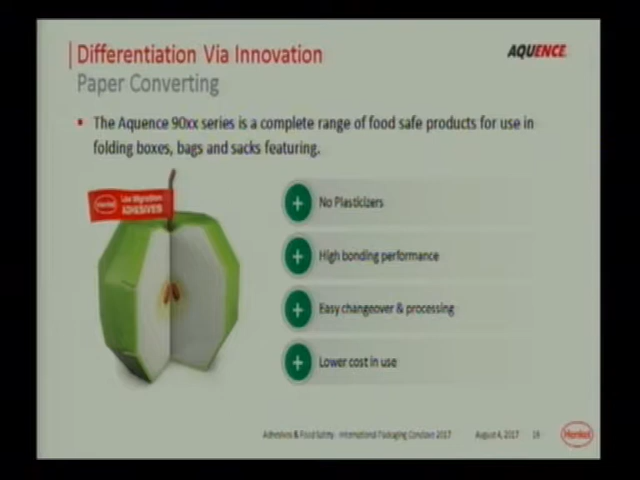 Differentiation Via Innovation
AQUENCE
Paper Converting
The Aquence 90xx series is a complete range of food safe products for use in
folding boxes, bags and sacks featuring.
Henkel
Low Migration
ADHESIVES
+ No Plasticizers
+ High bonding performance
+ Easy changeover & processing
+ Lower cost in use
Adhesives & Food Safety - International Packaging Conclave 2017
August 4, 2017
19
Henkel